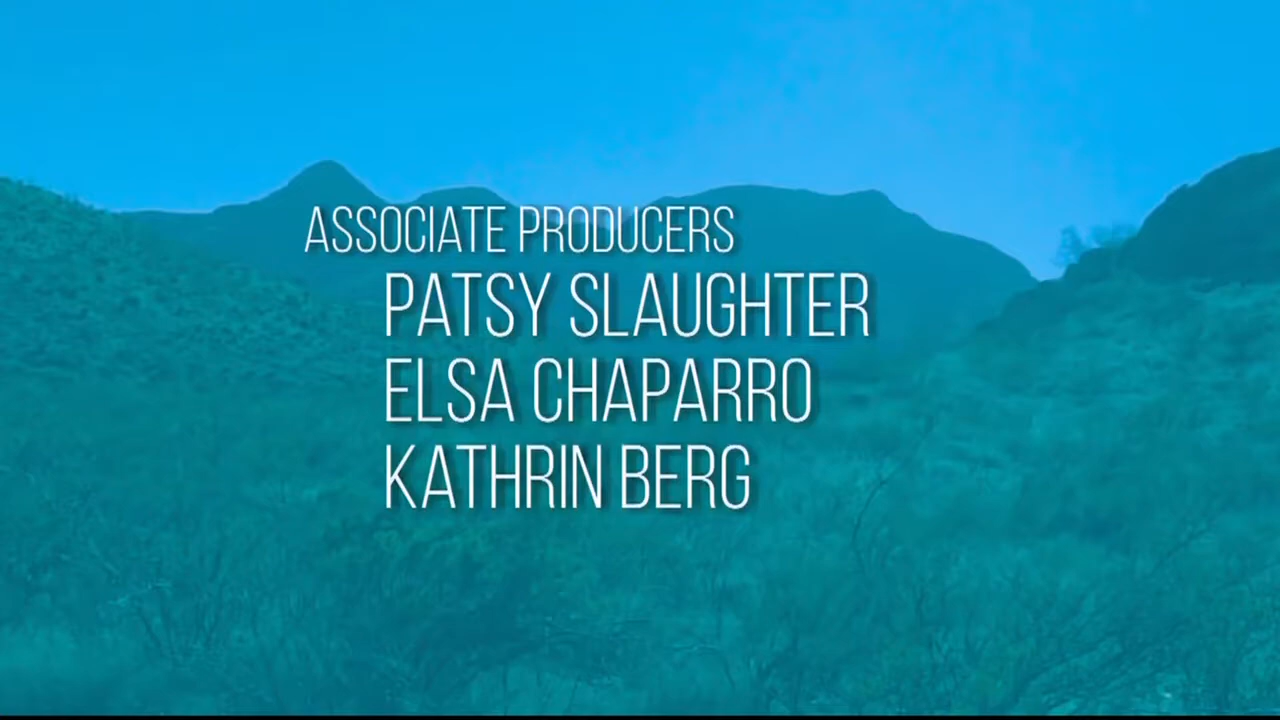 ASSOCIATE PRODUCERS
PATSY SLAUGHTER
ELSA CHAPARRO
KATHRIN BERG